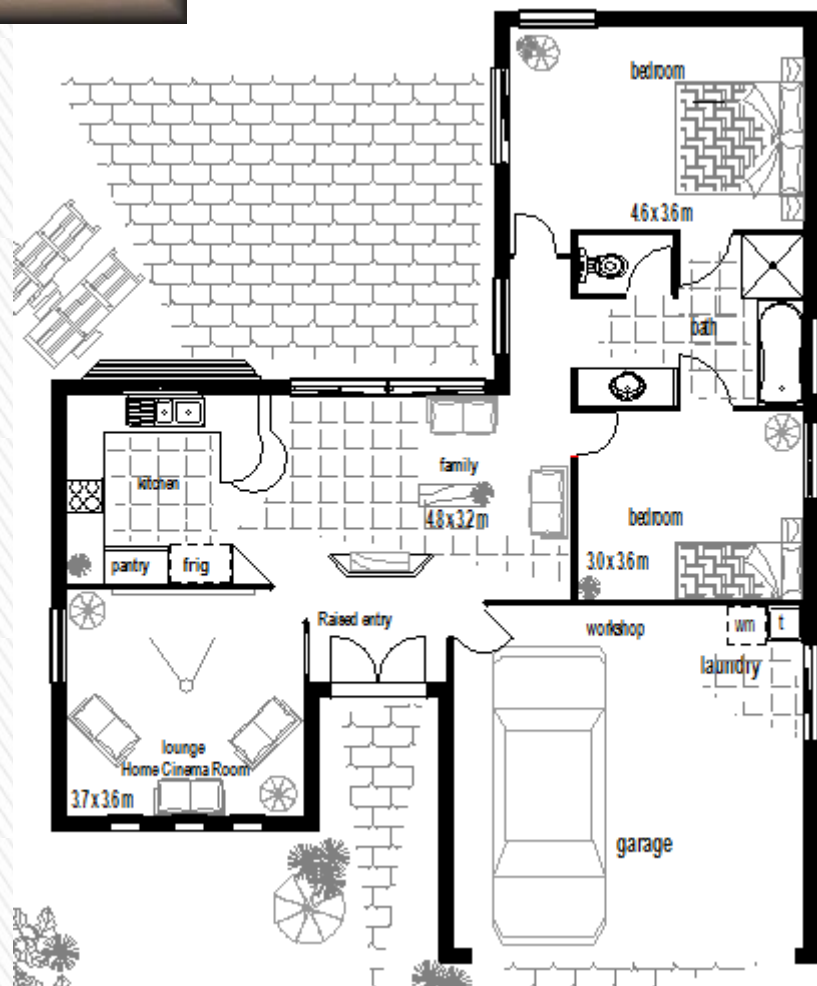 bedroom
4.6 x 3.6 m
bath
kitchen
family
4.8 x 3.2 m
bedroom
3.0 x 3.6 m
pantry
frig
Raised entry
workshop
wm
t
laundry
lounge
Home Cinema Room
3.7 x 3.6 m
garage